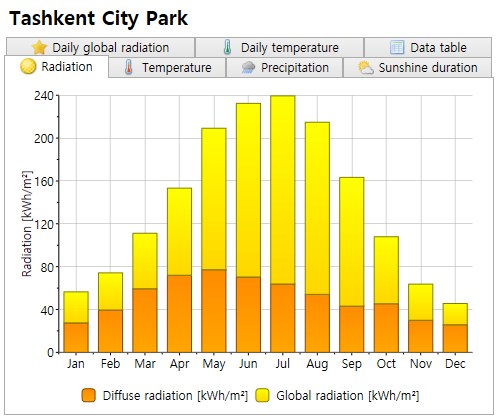 Tashkent City Park
Daily global radiation Daily temperature Data table
Radiation Temperature Precipitation Sunshine duration
Radiation [kWh/m²]
240
200
160
120
80
40
0
Jan Feb Mar Apr May Jun Jul Aug Sep Oct Nov Dec
Diffuse radiation [kWh/m²] Global radiation [kWh/m²]